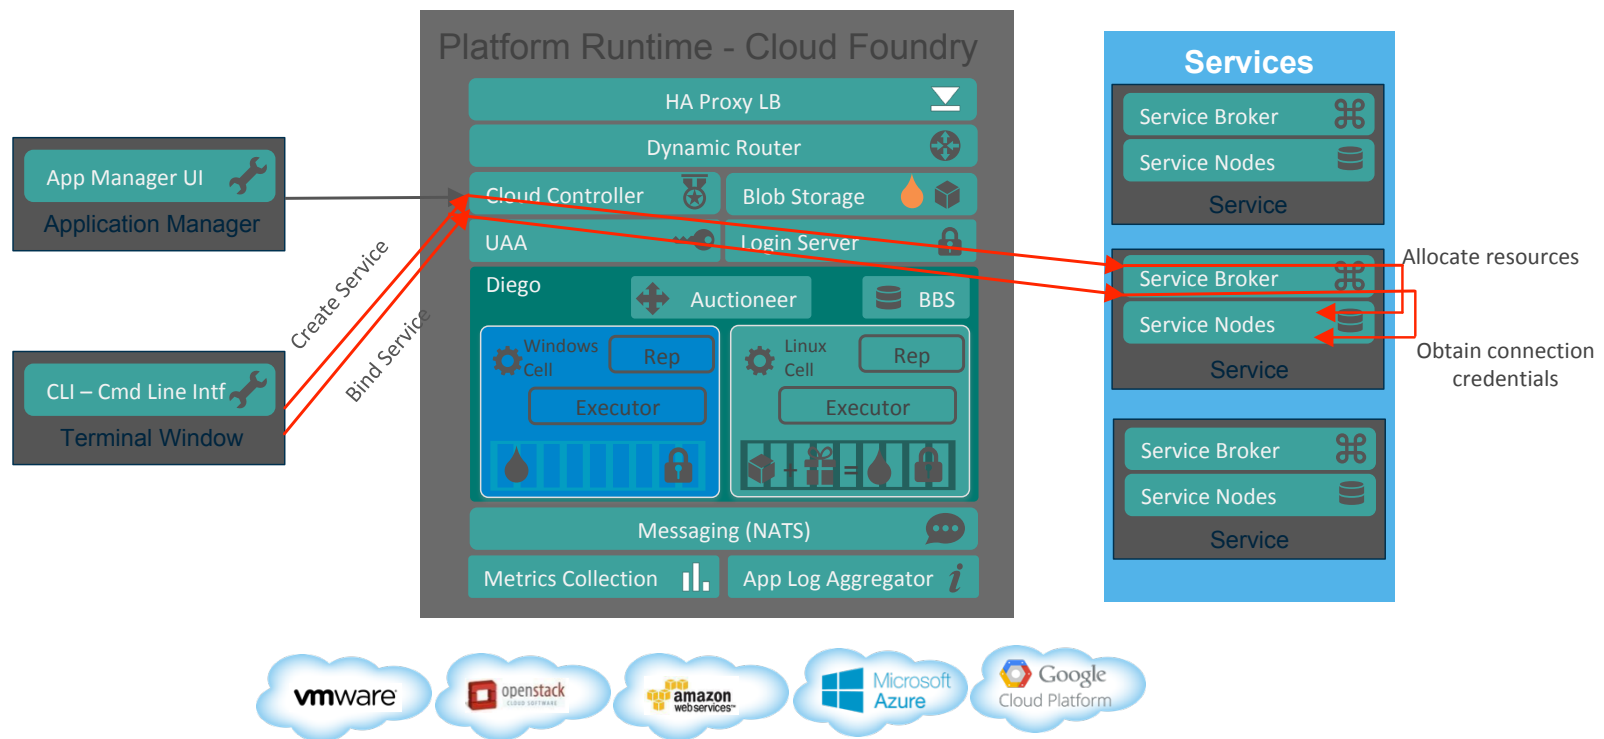 Platform Runtime - Cloud Foundry
HA Proxy LB
Dynamic Router
Cloud Controller
Blob Storage
UAA
Login Server
Diego
Auctioneer
BBS
Windows
Cell
Rep
Executor
Linux
Cell
Rep
Executor
Messaging (NATS)
Metrics Collection
App Log Aggregator
App Manager UI
Application Manager
CLI – Cmd Line Intf
Terminal Window
Create Service
Bind Service
Services
Service Broker
Service Nodes
Service
Service Broker
Service Nodes
Service
Service Broker
Service Nodes
Service
Allocate resources
Obtain connection
credentials
vmware
openstack
CLOUD SOFTWARE
amazon
webservices™
Microsoft
Azure
Google
Cloud Platform